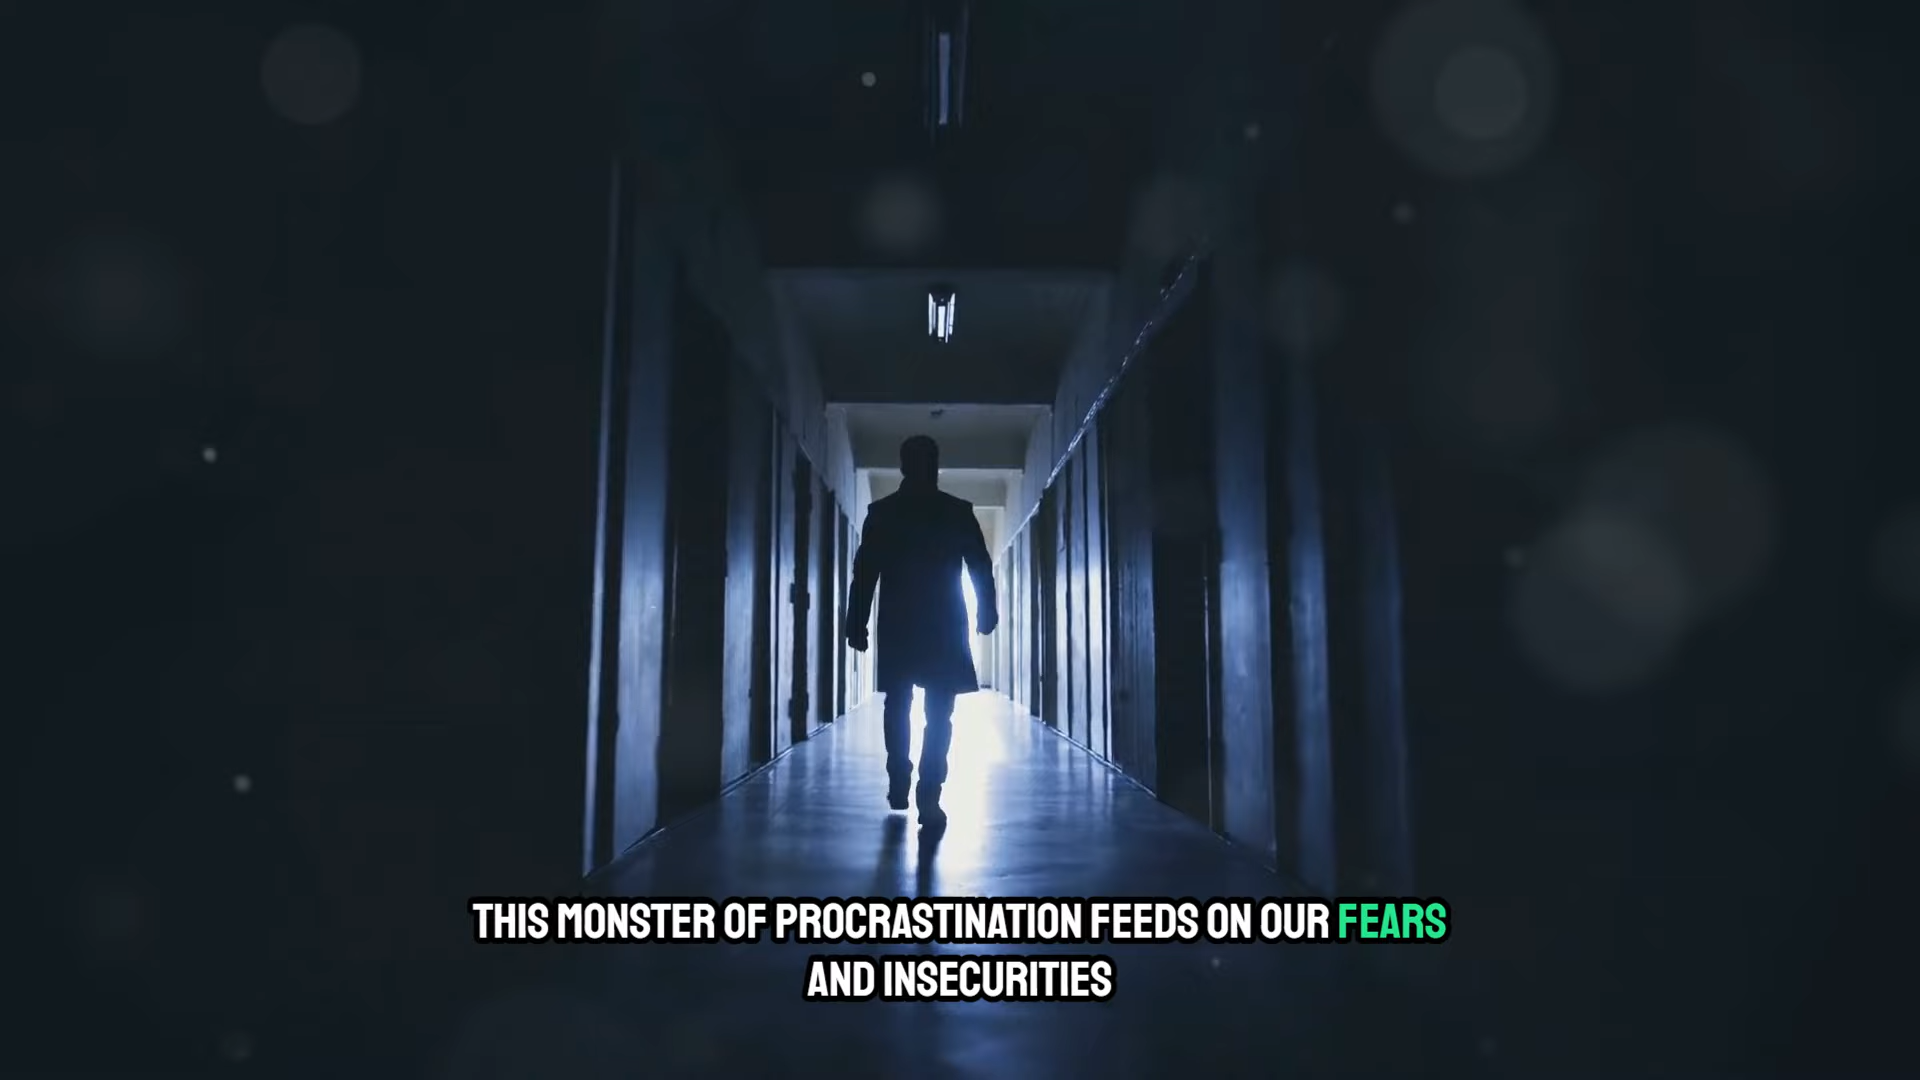 THIS MONSTER OF PROCRASTINATION FEEDS ON OUR FEARS
AND INSECURITIES